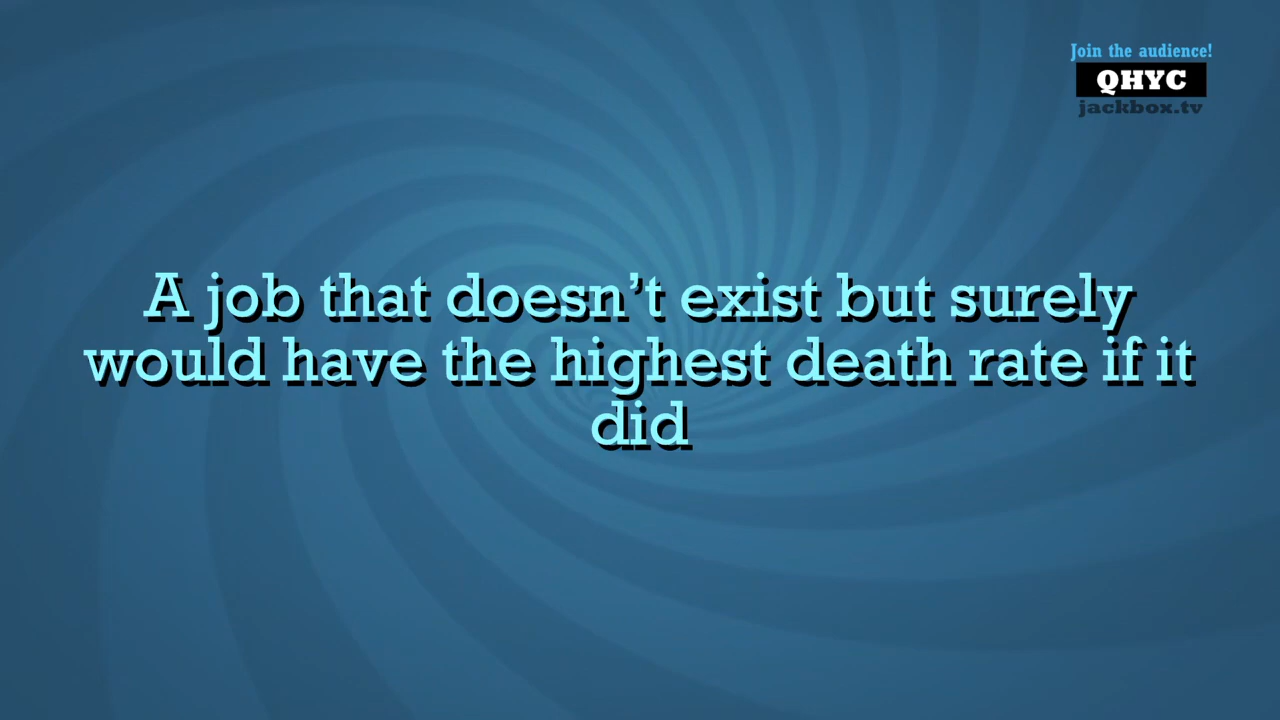 Join the audience!
QHYC
jackbox.tv
A job that doesn’t exist but surely
would have the highest death rate if it
did